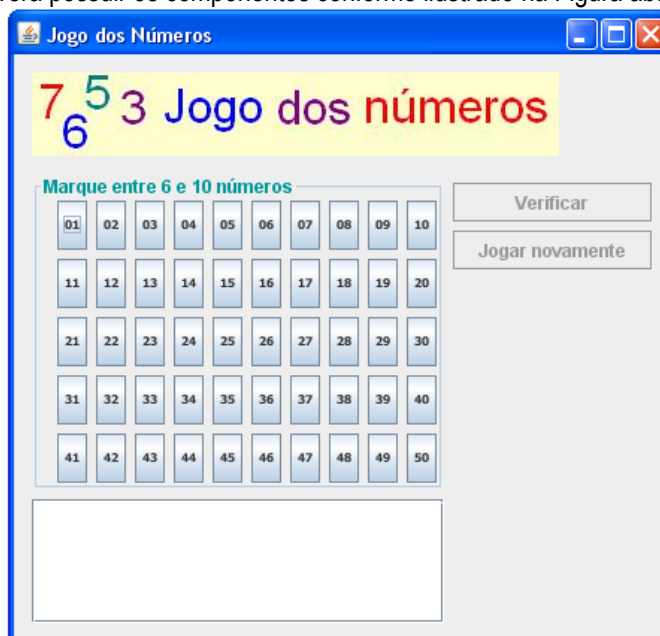 Jogo dos Números
7 6 5 3 Jogo dos números
Marque entre 6 e 10 números
01 02 03 04 05 06 07 08 09 10
Verificar
Jogar novamente
11 12 13 14 15 16 17 18 19 20
21 22 23 24 25 26 27 28 29 30
31 32 33 34 35 36 37 38 39 40
41 42 43 44 45 46 47 48 49 50